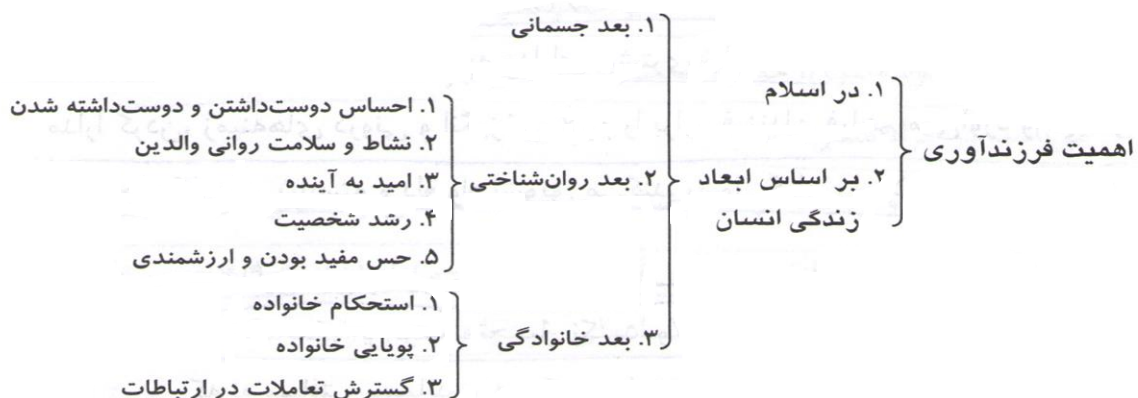 اهمیت فرزندآوری
۱. در اسلام
۲. بر اساس ابعاد
زندگی انسان
۱. بعد جسمانی
۲. بعد روان‌شناختی
۱. احساس دوست‌داشتن و دوست‌داشته شدن
۲. نشاط و سلامت روانی والدین
۳. امید به آینده
۴. رشد شخصیت
۵. حس مفید بودن و ارزشمندی
۳. بعد خانوادگی
۱. استحکام خانواده
۲. پویایی خانواده
۳. گسترش تعاملات در ارتباطات